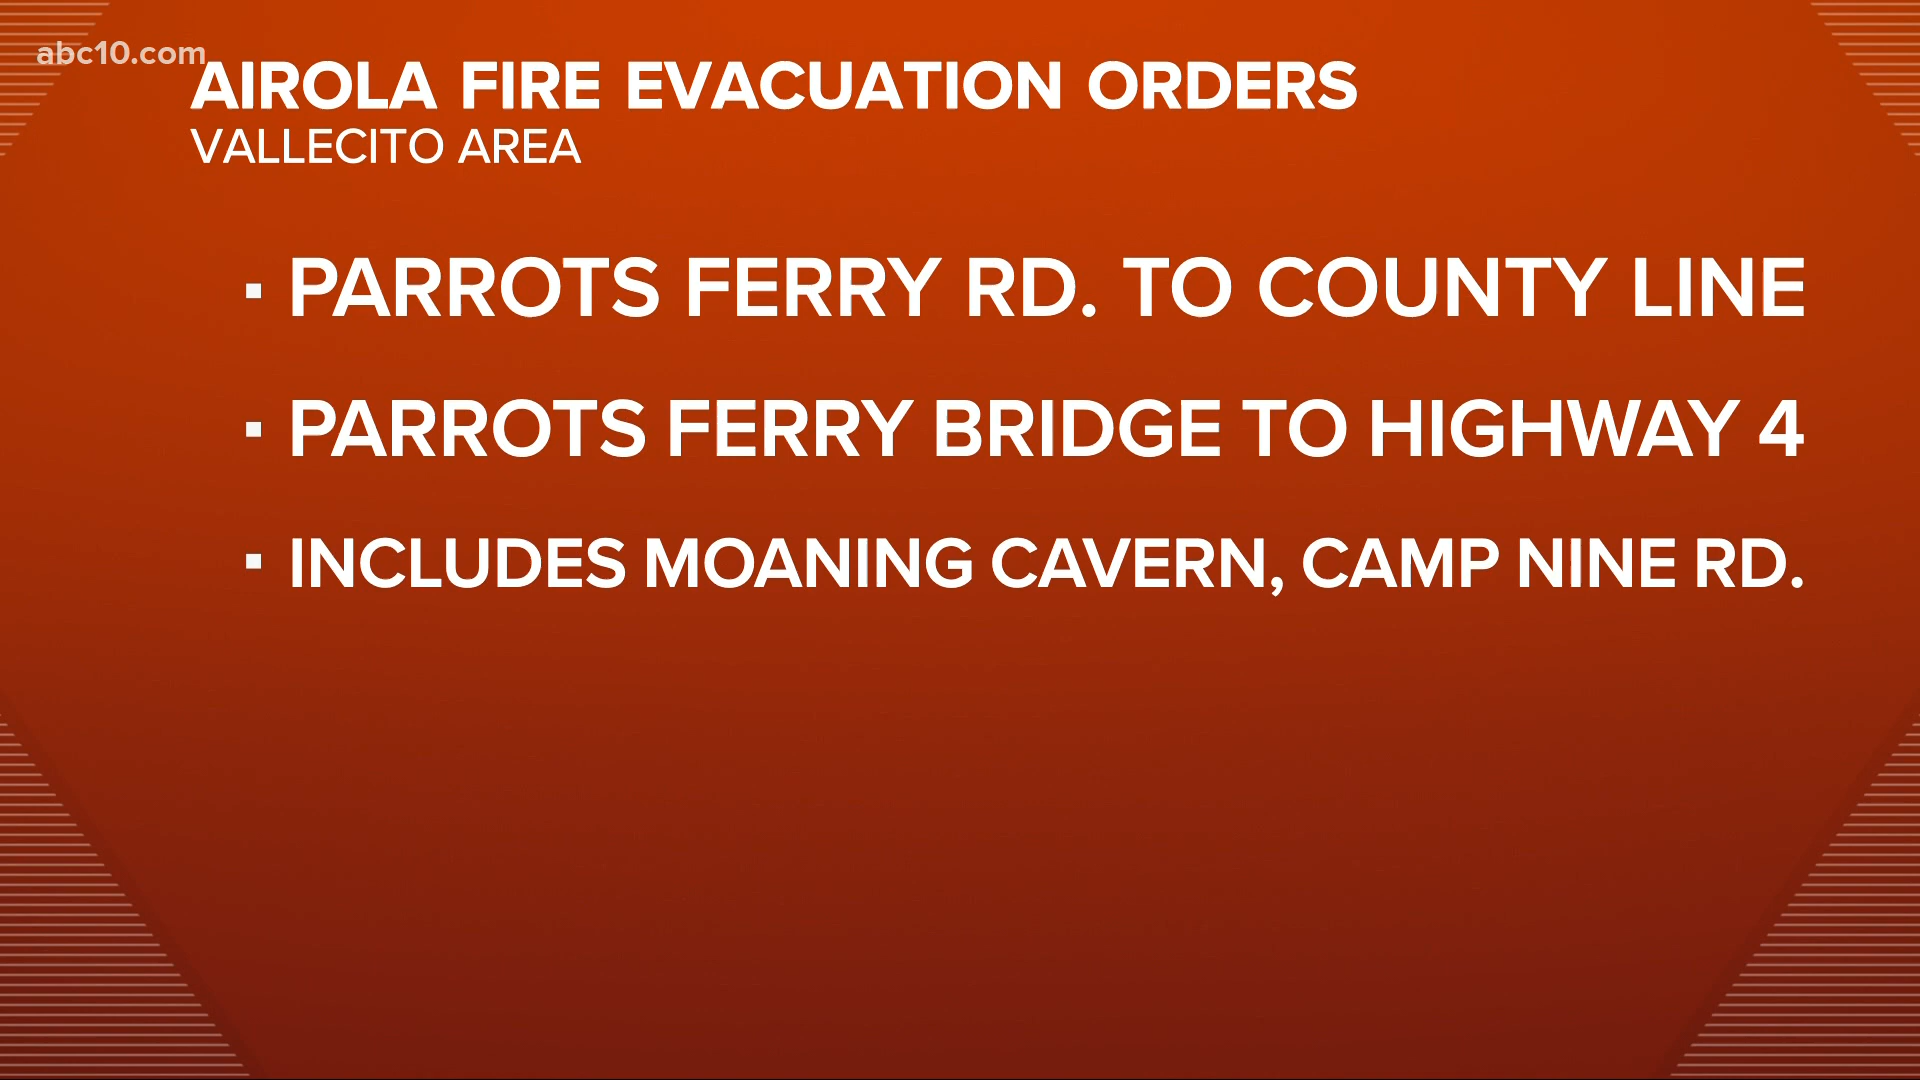 abc10.com
AIROLA FIRE EVACUATION ORDERS
VALLECITO AREA
▪ PARROTS FERRY RD. TO COUNTY LINE
▪ PARROTS FERRY BRIDGE TO HIGHWAY 4
▪ INCLUDES MOANING CAVERN, CAMP NINE RD.